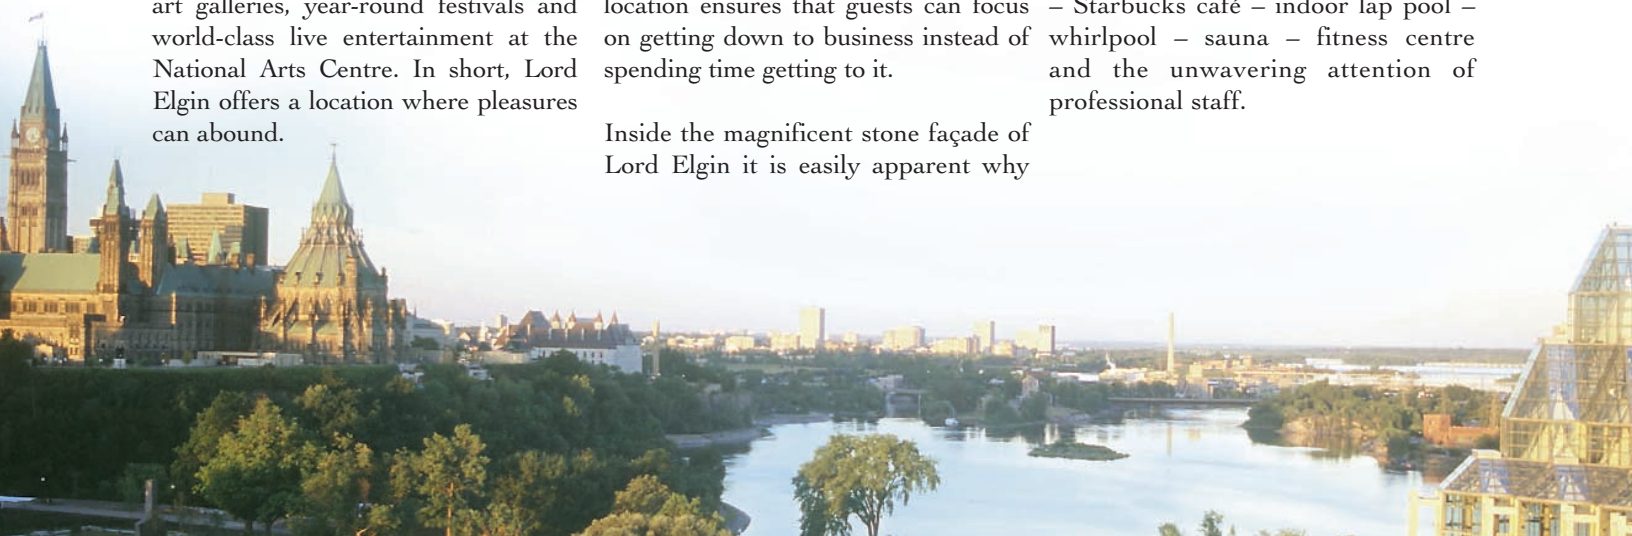 art galleries, year-round festivals and
world-class live entertainment at the
National Arts Centre. In short, Lord
Elgin offers a location where pleasures
can abound.
location ensures that guests can focus
on getting down to business instead of
spending time getting to it.
Inside the magnificent stone façade of
Lord Elgin it is easily apparent why
– Starbucks café – indoor lap pool –
whirlpool – sauna – fitness centre
and the unwavering attention of
professional staff.